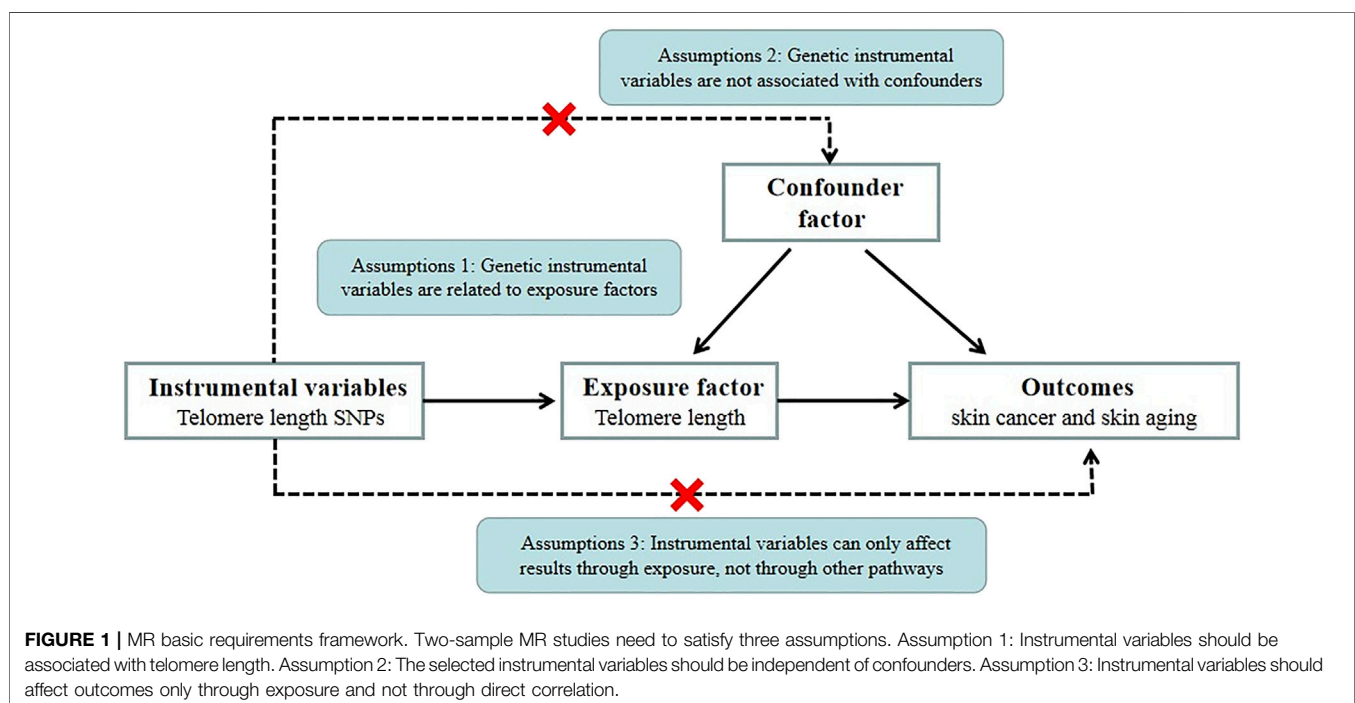 Assumptions 2: Genetic instrumental
variables are not associated with confounders
Confounder
factor
Assumptions 1: Genetic instrumental
variables are related to exposure factors
Instrumental variables
Telomere length SNPs
Exposure factor
Telomere length
Outcomes
skin cancer and skin aging
Assumptions 3: Instrumental variables can only affect
results through exposure, not through other pathways
FIGURE 1 | MR basic requirements framework. Two-sample MR studies need to satisfy three assumptions. Assumption 1: Instrumental variables should be
associated with telomere length. Assumption 2: The selected instrumental variables should be independent of confounders. Assumption 3: Instrumental variables should
affect outcomes only through exposure and not through direct correlation.